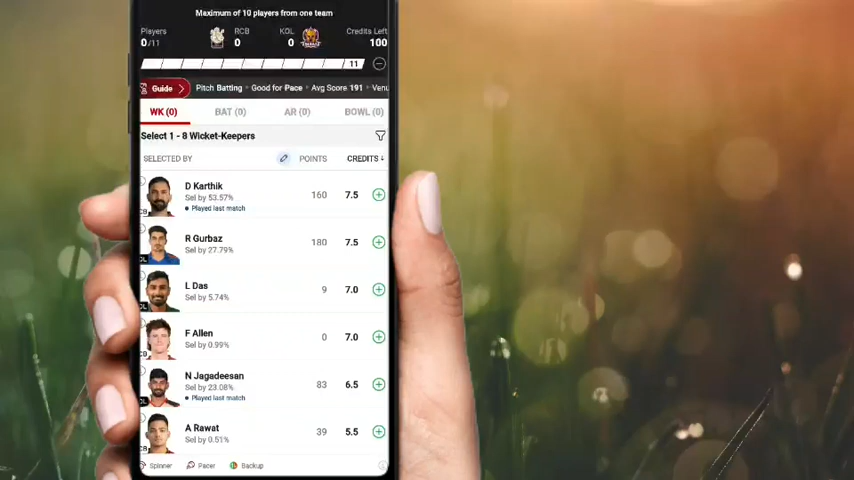 Maximum of 10 players from one team
Players
0/11
RCB
0
KOL
0
Credits Left
100
11
Guide
Pitch Batting · Good for Pace · Avg Score 191 · Venu
WK (0) BAT (0) AR (0) BOWL (0)
Select 1 - 8 Wicket-Keepers
SELECTED BY POINTS CREDITS
D Karthik
Sel by 53.57%
160 7.5
Played last match
R Gurbaz
Sel by 27.79%
180 7.5
L Das
Sel by 5.74%
9 7.0
F Allen
Sel by 0.99%
0 7.0
N Jagadeesan
Sel by 23.08%
83 6.5
Played last match
A Rawat
Sel by 0.51%
39 5.5
Spinner Pacer Backup